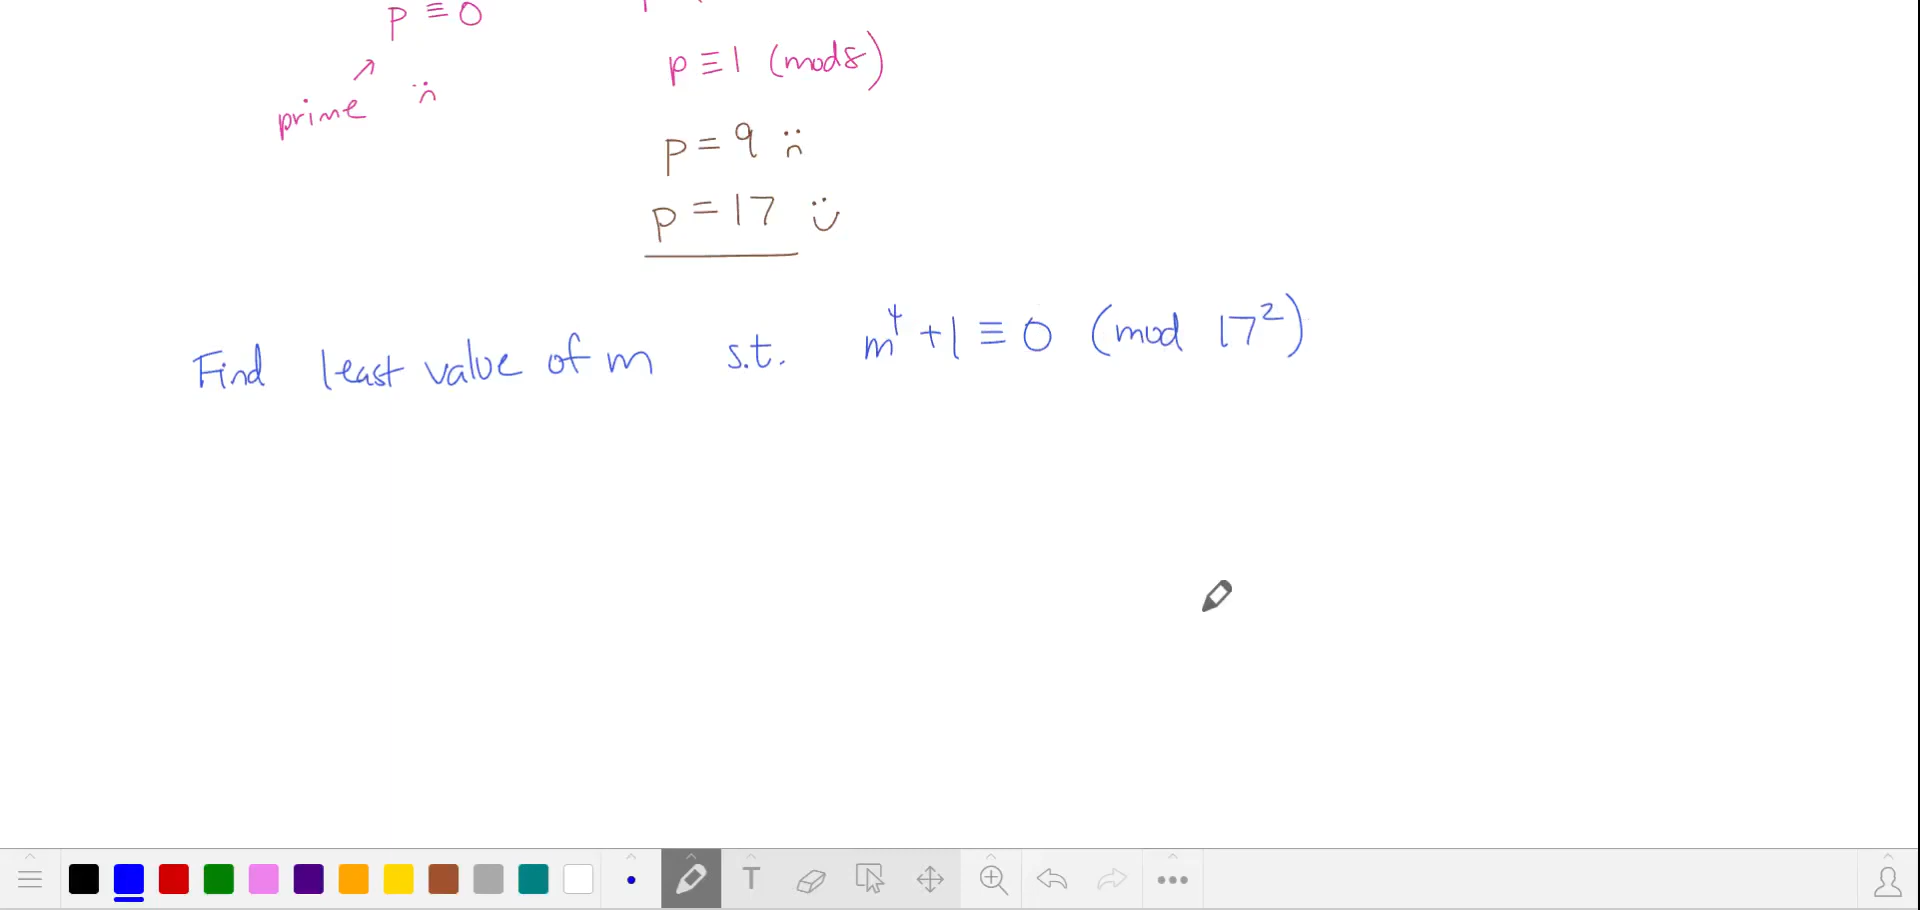 p ≡ 0
p ≡ 1 (mod 8)
prime
p = 9
p = 17
Find least value of m s.t. m⁴ + 1 ≡ 0 (mod 17²)
T